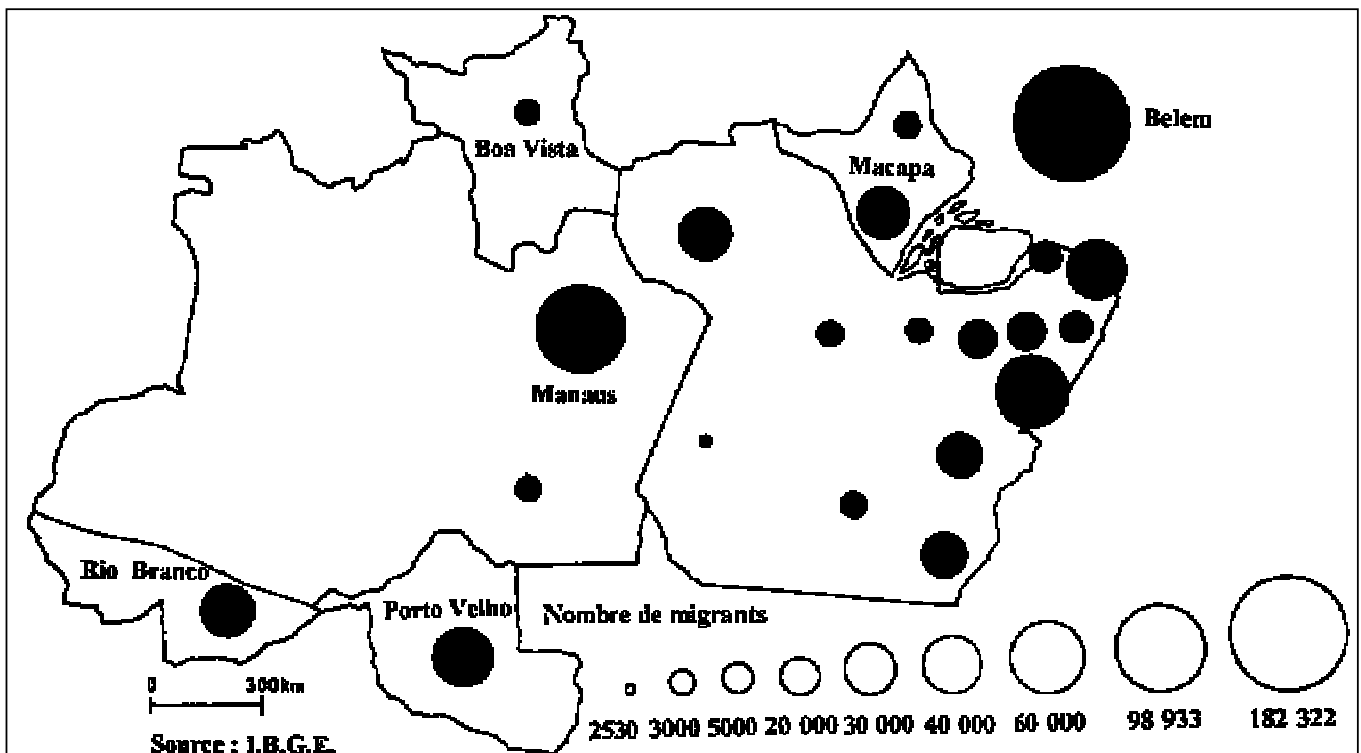 Belem
Boa Vista
Macapa
Manaus
Rio Branco
Porto Velho
Nombre de migrants
0 300km
2530 3000 5000 20 000 30 000 40 000 60 000 98 933 182 322
Source : I.B.G.E.